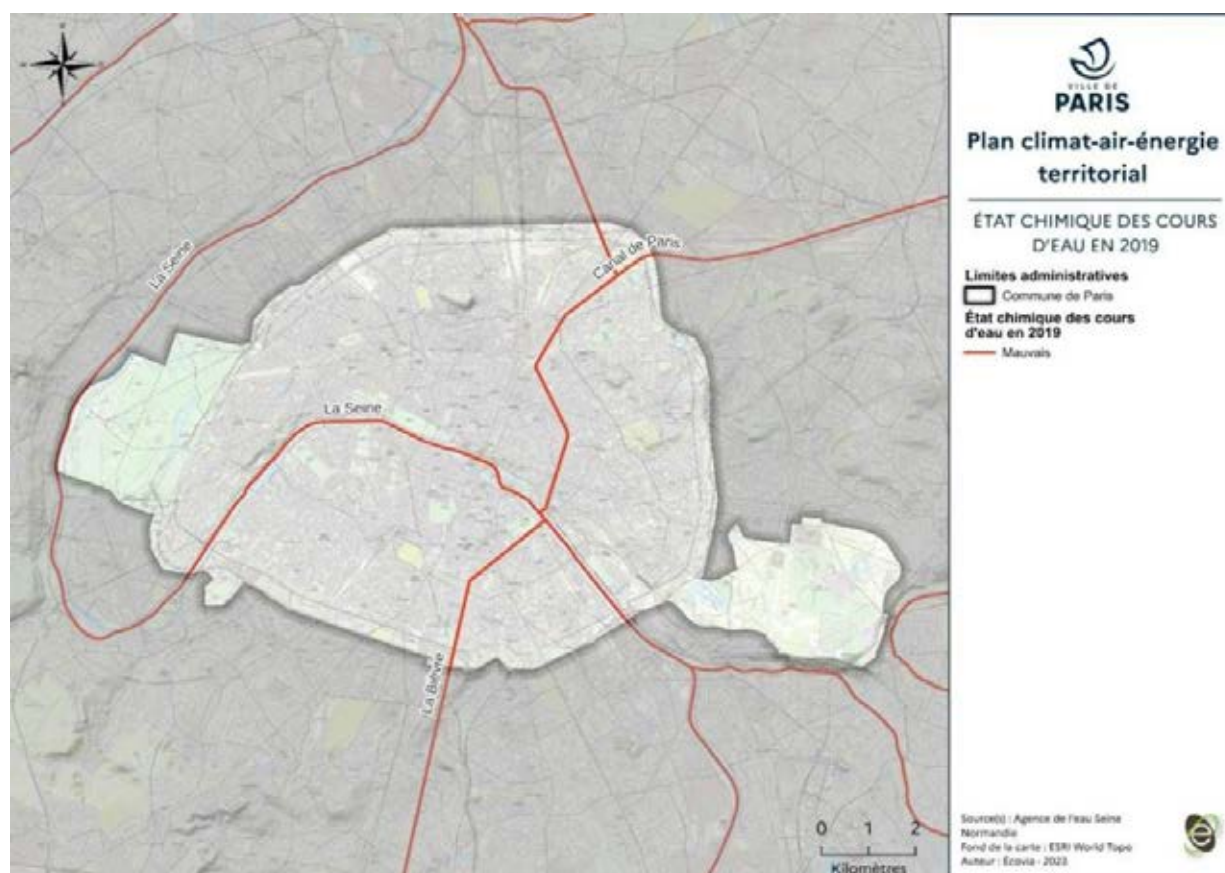 VILLE DE
PARIS
Plan climat-air-énergie
territorial
ÉTAT CHIMIQUE DES COURS
D'EAU EN 2019
Limites administratives
Commune de Paris
État chimique des cours
d'eau en 2019
Mauvais
Canal de Paris
La Seine
La Seine
La Bièvre
0 1 2
Kilomètres
Source(s) : Agence de l'eau Seine
Normandie
Fond de la carte : ESRI World Topo
Auteur : Ecovia - 2023